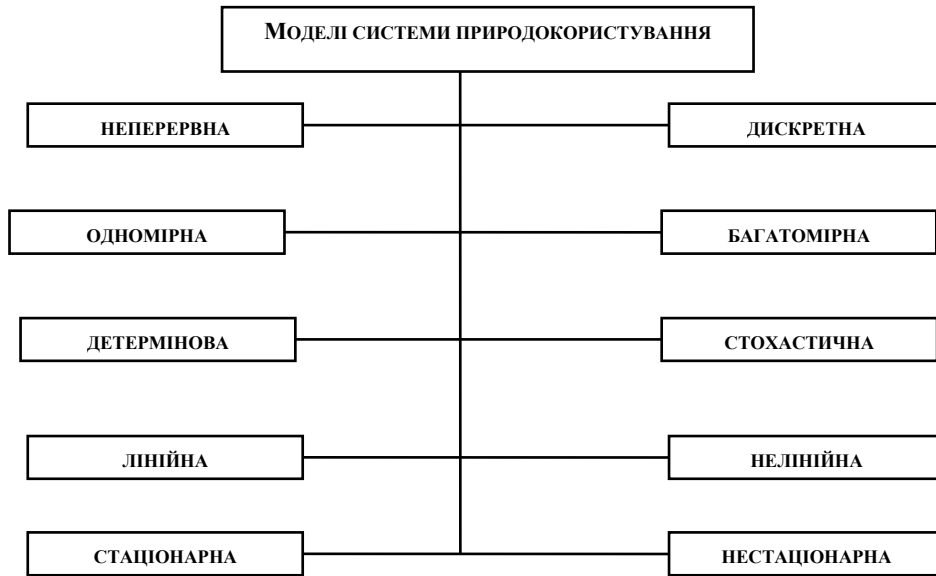 МОДЕЛІ СИСТЕМИ ПРИРОДОКОРИСТУВАННЯ
НЕПЕРЕРВНА
ДИСКРЕТНА
ОДНОМІРНА
БАГАТОМІРНА
ДЕТЕРМІНОВА
СТОХАСТИЧНА
ЛІНІЙНА
НЕЛІНІЙНА
СТАЦІОНАРНА
НЕСТАЦІОНАРНА